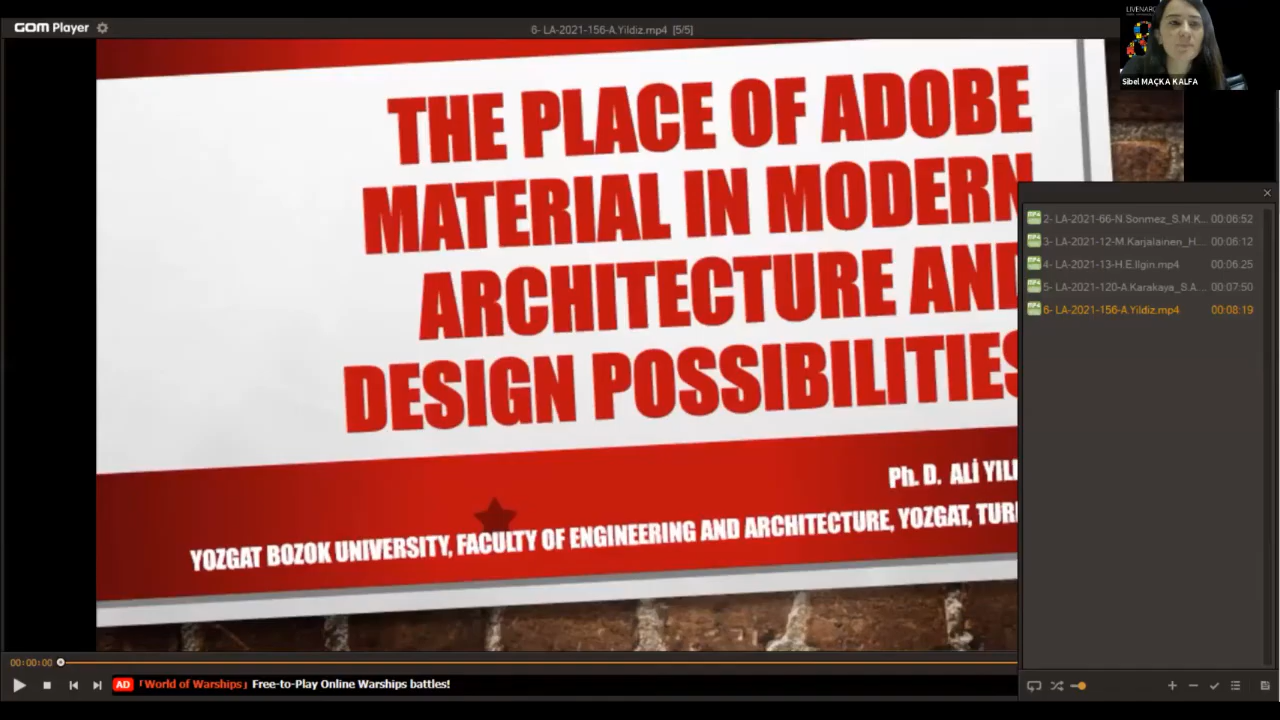 GOM Player
6- LA-2021-156-A.Yildiz.mp4 [5/5]
LIVENARC
Sibel MAÇKA KALFA
THE PLACE OF ADOBE
MATERIAL IN MODERN
ARCHITECTURE AND
DESIGN POSSIBILITIES
Ph. D. ALİ YILD
YOZGAT BOZOK UNIVERSITY, FACULTY OF ENGINEERING AND ARCHITECTURE, YOZGAT, TUR
2- LA-2021-66-N.Sonmez_S.M.K... 00:06:52
3- LA-2021-12-M.Karjalainen_H... 00:06:12
4- LA-2021-13-H.E.Ilgin.mp4 00:06:25
5- LA-2021-120-A.Karakaya_S.A... 00:07:50
6- LA-2021-156-A.Yildiz.mp4 00:08:19
00:00:00
AD 「World of Warships」 Free-to-Play Online Warships battles!